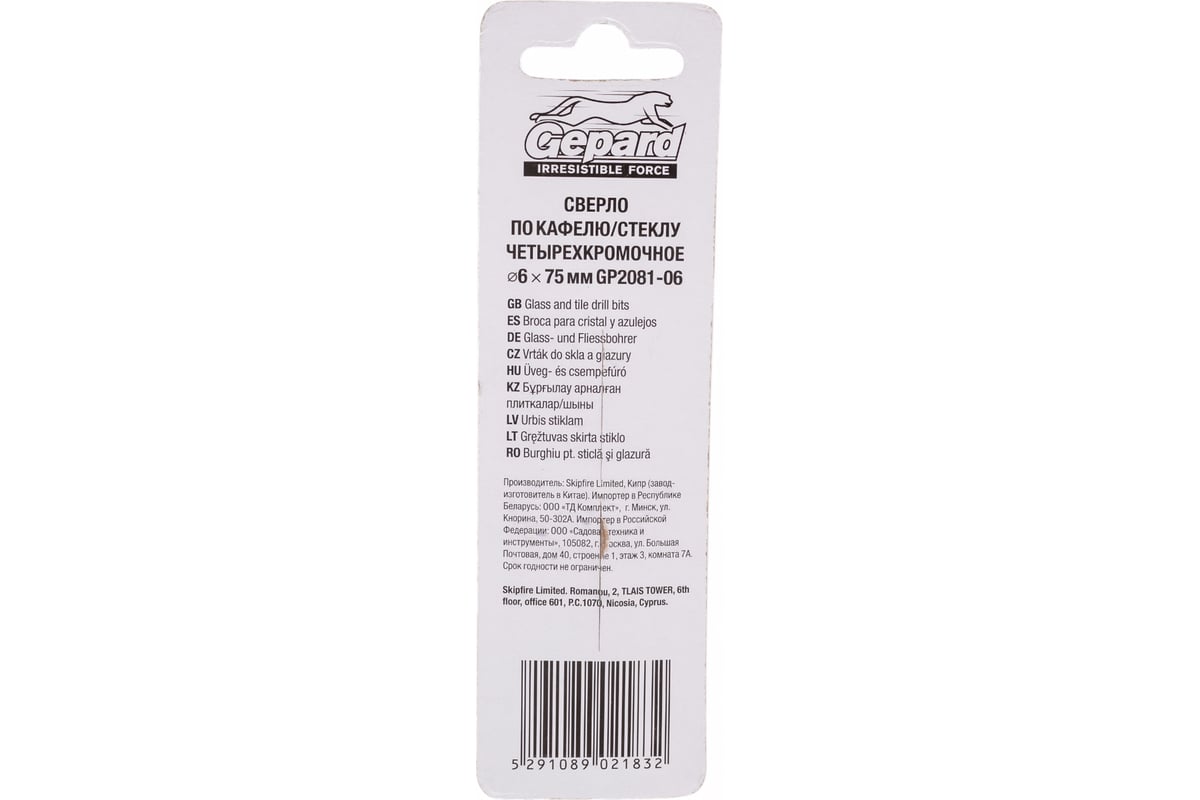 Gepard
IRRESISTIBLE FORCE
СВЕРЛО
ПО КАФЕЛЮ/СТЕКЛУ
ЧЕТЫРЕХКРОМОЧНОЕ
⌀6 × 75 мм GP2081-06
GB Glass and tile drill bits
ES Broca para cristal y azulejos
DE Glass- und Fliessbohrer
CZ Vrták do skla a glazury
HU Üveg- és csempefúró
KZ Бұрғылау арналған
плиткалар/шыны
LV Urbis stiklam
LT Gręžtuvas skirta stiklo
RO Burghiu pt. sticlă şi glazură
Производитель: Skipfire Limited, Кипр (завод-
изготовитель в Китае). Импортер в Республике
Беларусь: ООО «ТД Комплект», г. Минск, ул.
Кнорина, 50-302А. Импортер в Российской
Федерации: ООО «Садовая техника и
инструменты», 105082, г. Москва, ул. Большая
Почтовая, дом 40, строение 1, этаж 3, комната 7А.
Срок годности не ограничен.
Skipfire Limited. Romanou, 2, TLAIS TOWER, 6th
floor, office 601, P.C.1070, Nicosia, Cyprus.
5 291089 021832